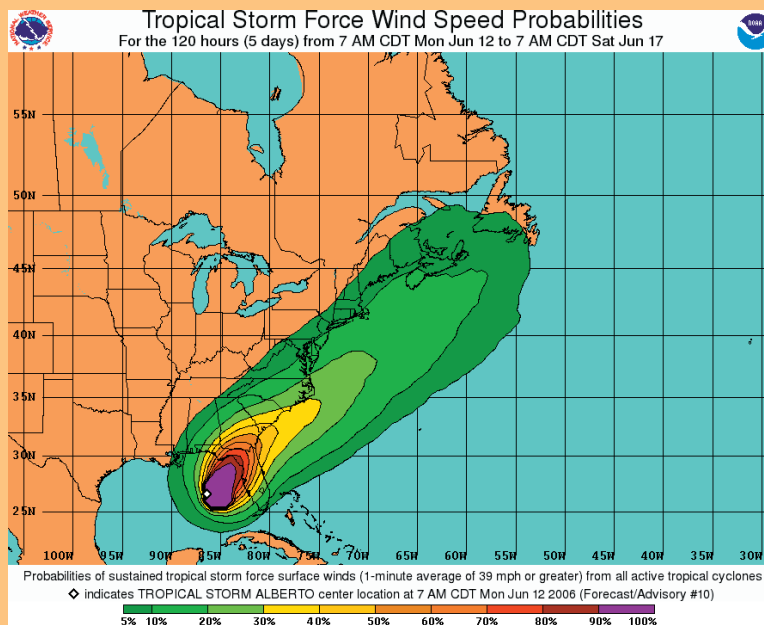 Tropical Storm Force Wind Speed Probabilities
For the 120 hours (5 days) from 7 AM CDT Mon Jun 12 to 7 AM CDT Sat Jun 17
NATIONAL WEATHER SERVICE
NOAA
55N
50N
45N
40N
35N
30N
25N
100W 95W 90W 85W 80W 75W 70W 65W 60W 55W 50W 45W 40W 35W 30W
Probabilities of sustained tropical storm force surface winds (1-minute average of 39 mph or greater) from all active tropical cyclones
indicates TROPICAL STORM ALBERTO center location at 7 AM CDT Mon Jun 12 2006 (Forecast/Advisory #10)
5% 10% 20% 30% 40% 50% 60% 70% 80% 90% 100%